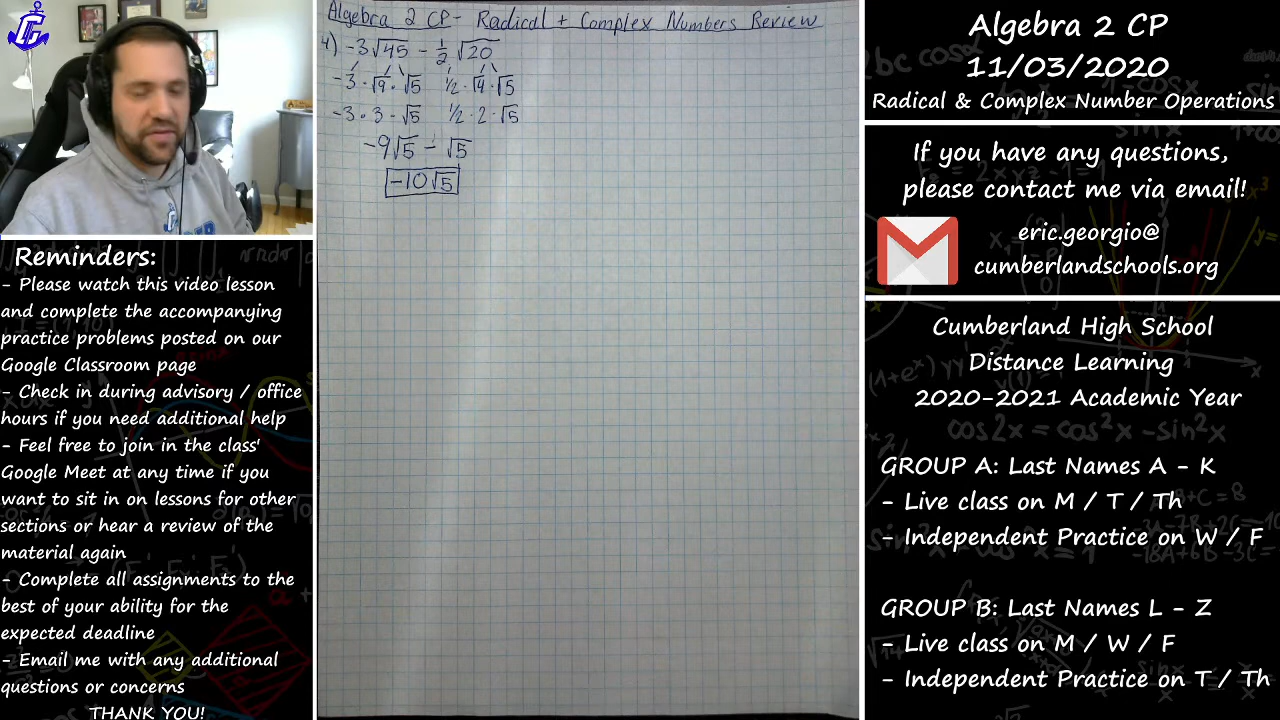 Algebra 2 CP - Radical + Complex Numbers Review
4) -3√45 - 1/2 √20
-3 · √9 · √5 1/2 · √4 · √5
-3 · 3 · √5 1/2 · 2 · √5
-9√5 - √5
-10√5
Reminders:
- Please watch this video lesson
and complete the accompanying
practice problems posted on our
Google Classroom page
- Check in during advisory / office
hours if you need additional help
- Feel free to join in the class'
Google Meet at any time if you
want to sit in on lessons for other
sections or hear a review of the
material again
- Complete all assignments to the
best of your ability for the
expected deadline
- Email me with any additional
questions or concerns
THANK YOU!
Algebra 2 CP
11/03/2020
Radical & Complex Number Operations
If you have any questions,
please contact me via email!
eric.georgio@
cumberlandschools.org
Cumberland High School
Distance Learning
2020-2021 Academic Year
cos2x = cos²x - sin²x
GROUP A: Last Names A - K
- Live class on M / T / Th
- Independent Practice on W / F
GROUP B: Last Names L - Z
- Live class on M / W / F
- Independent Practice on T / Th